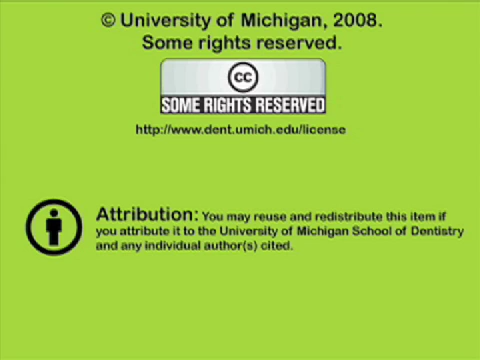 © University of Michigan, 2008.
Some rights reserved.
cc
SOME RIGHTS RESERVED
http://www.dent.umich.edu/license
Attribution: You may reuse and redistribute this item if
you attribute it to the University of Michigan School of Dentistry
and any individual author(s) cited.